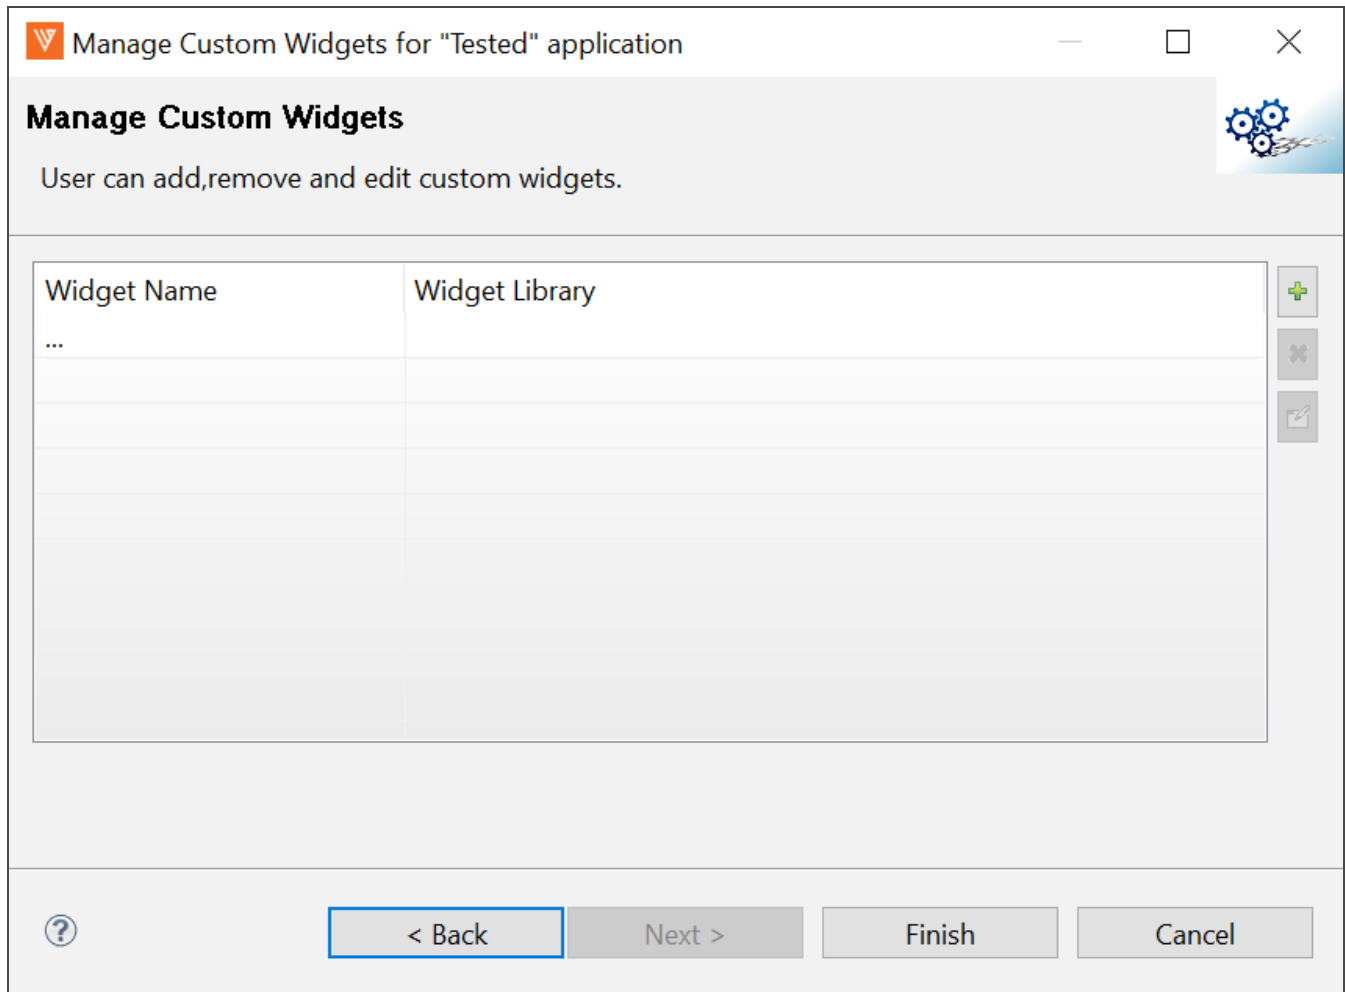 Manage Custom Widgets for "Tested" application
Manage Custom Widgets
User can add,remove and edit custom widgets.
Widget Name Widget Library
...
< Back Next > Finish Cancel